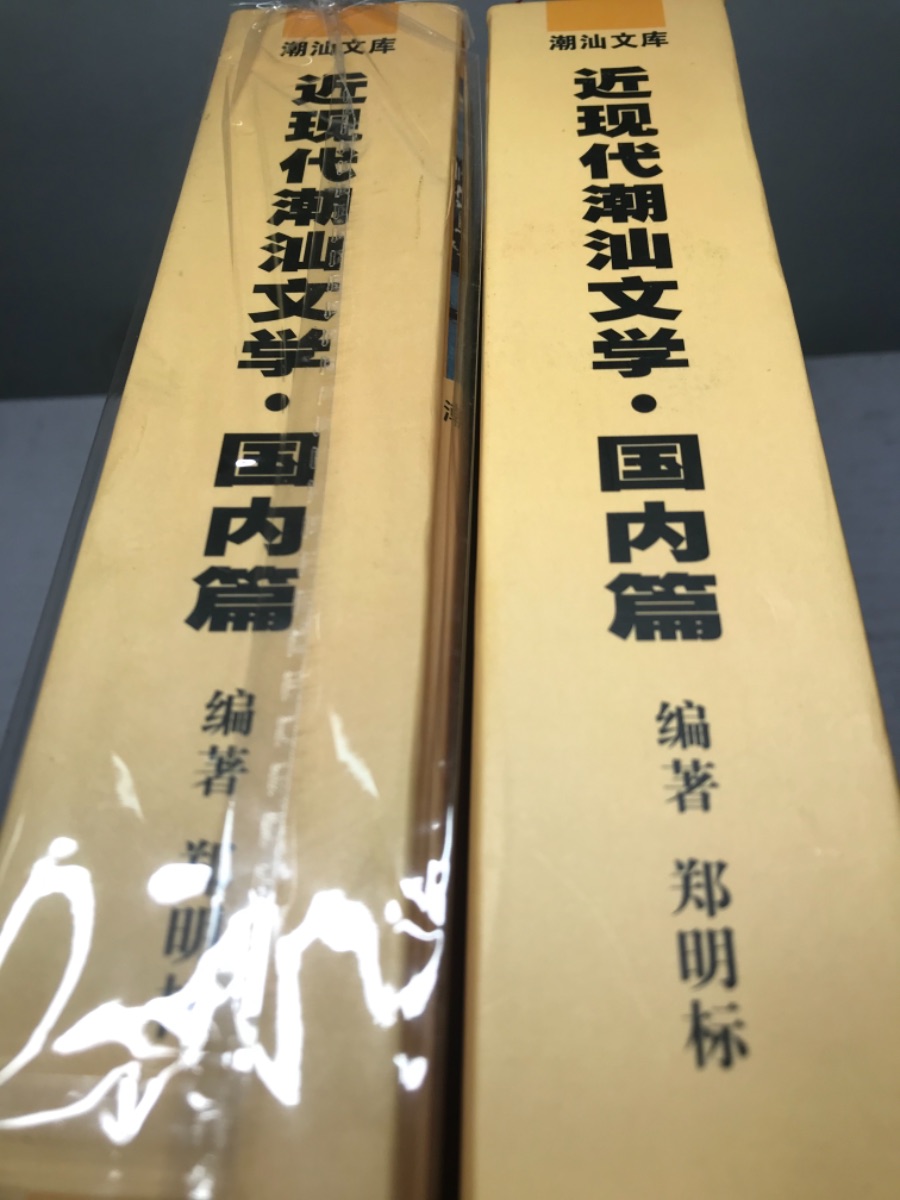 潮汕文库
近现代潮汕文学·国内篇
编著 郑明
潮汕文库
近现代潮汕文学·国内篇
编著 郑明标